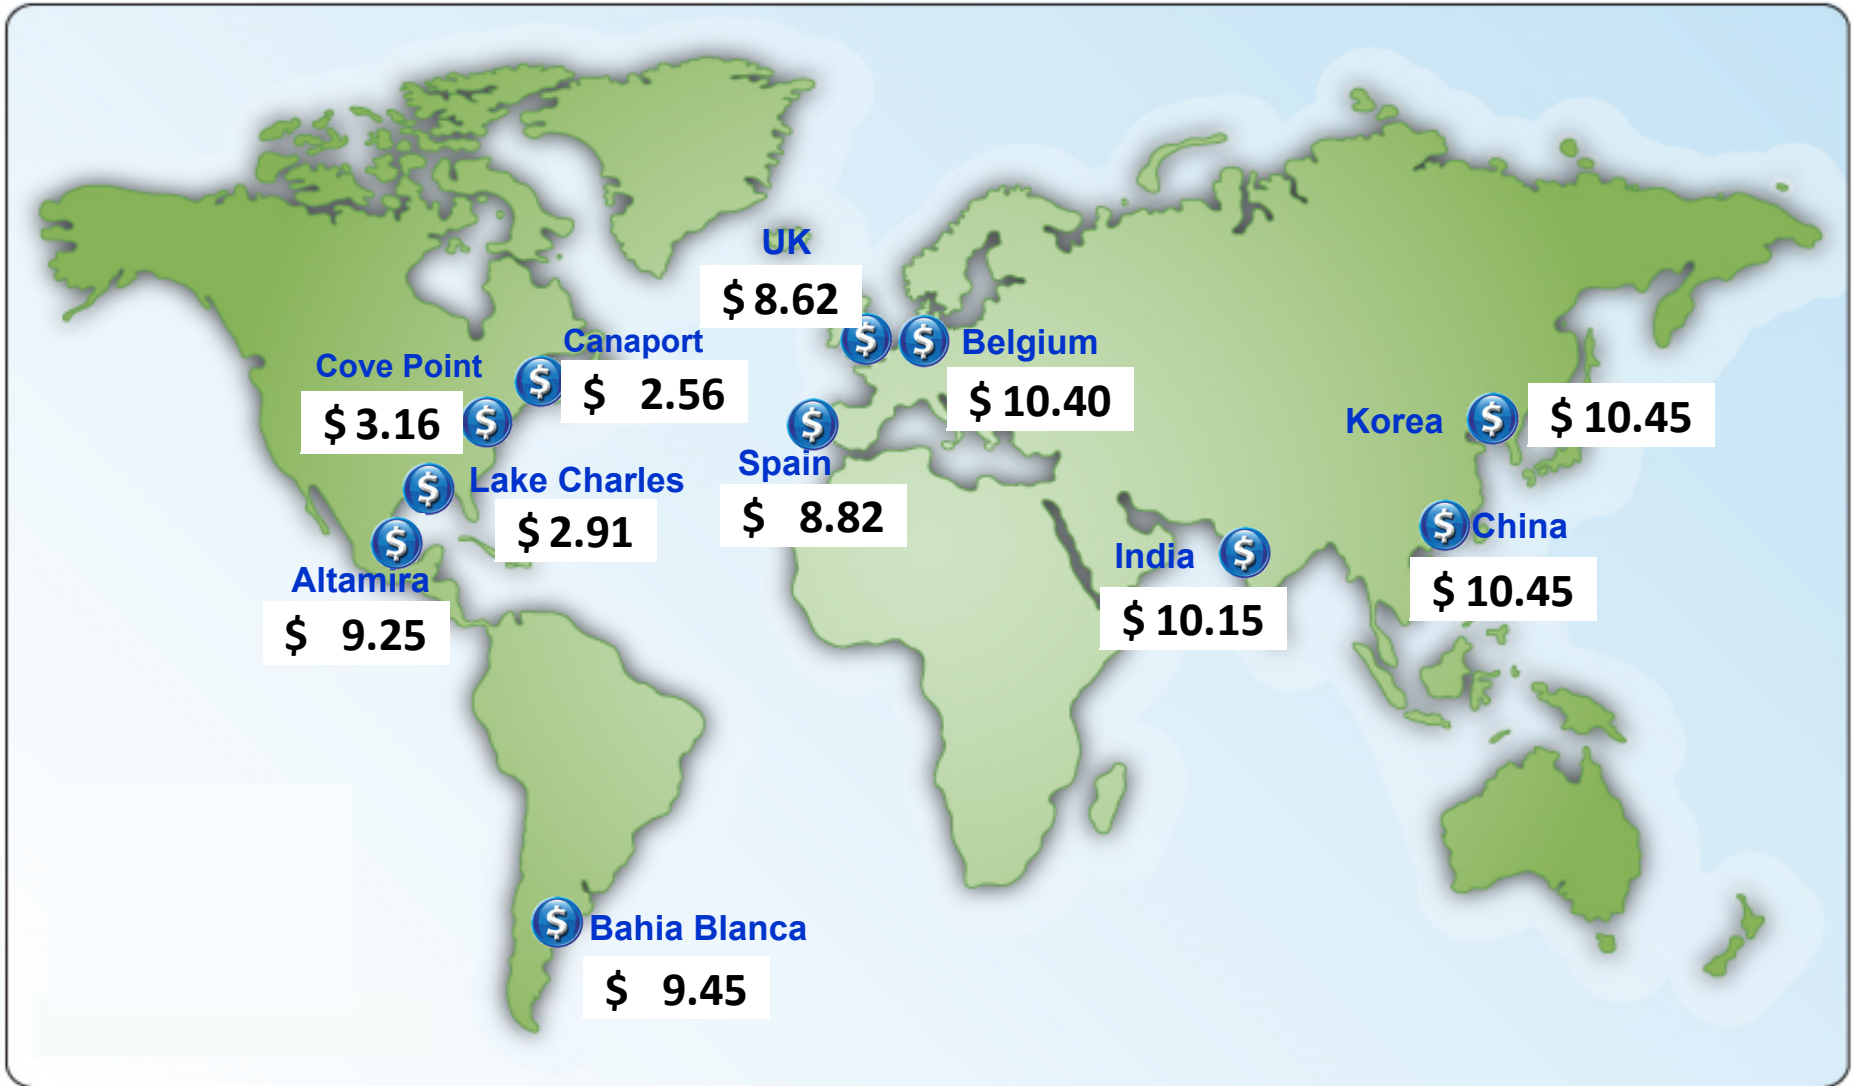 UK
$ 8.62
Canaport
$ 2.56
Belgium
$ 10.40
Cove Point
$ 3.16
Korea
$ 10.45
Spain
$ 8.82
Lake Charles
$ 2.91
China
$ 10.45
India
$ 10.15
Altamira
$ 9.25
Bahia Blanca
$ 9.45